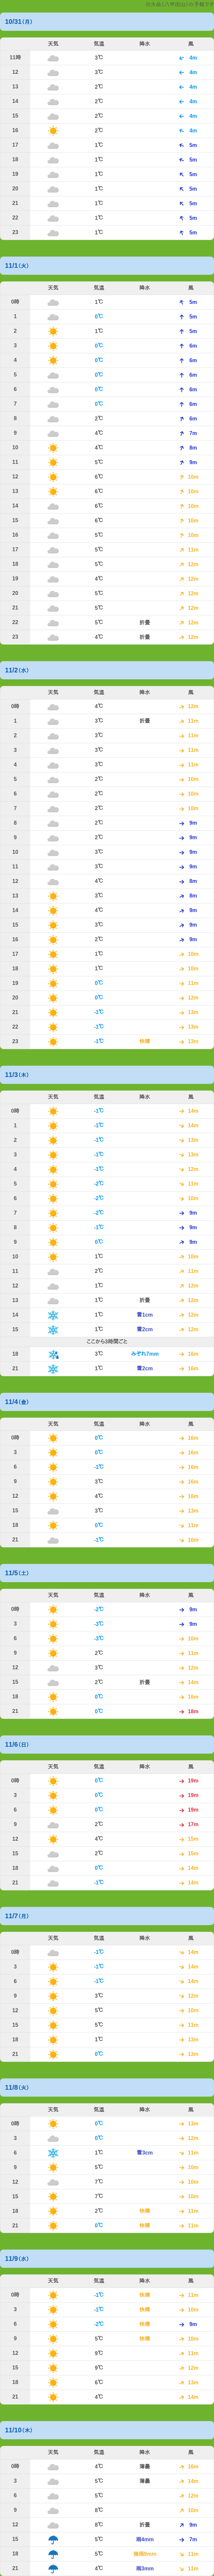 の大岳(八甲田山)の予報です
10/31(月)
天気 気温 降水 風
11時 3℃ 4m
12 3℃ 4m
13 2℃ 4m
14 2℃ 4m
15 2℃ 4m
16 2℃ 4m
17 1℃ 5m
18 1℃ 5m
19 1℃ 5m
20 1℃ 5m
21 1℃ 5m
22 1℃ 5m
23 1℃ 5m
11/1(火)
天気 気温 降水 風
0時 1℃ 5m
1 0℃ 5m
2 1℃ 5m
3 0℃ 6m
4 0℃ 6m
5 0℃ 6m
6 0℃ 6m
7 0℃ 6m
8 2℃ 6m
9 4℃ 7m
10 4℃ 8m
11 5℃ 9m
12 6℃ 10m
13 6℃ 10m
14 6℃ 10m
15 6℃ 10m
16 5℃ 10m
17 5℃ 11m
18 5℃ 12m
19 4℃ 12m
20 5℃ 12m
21 5℃ 12m
22 5℃ 折畳 12m
23 4℃ 折畳 12m
11/2(水)
天気 気温 降水 風
0時 4℃ 12m
1 3℃ 折畳 11m
2 3℃ 11m
3 3℃ 11m
4 3℃ 11m
5 2℃ 10m
6 2℃ 10m
7 2℃ 10m
8 2℃ 9m
9 2℃ 9m
10 3℃ 9m
11 3℃ 9m
12 4℃ 8m
13 3℃ 8m
14 4℃ 9m
15 3℃ 9m
16 2℃ 9m
17 1℃ 10m
18 1℃ 10m
19 0℃ 11m
20 0℃ 12m
21 -1℃ 13m
22 -1℃ 13m
23 -1℃ 快晴 13m
11/3(木)
天気 気温 降水 風
0時 -1℃ 14m
1 -1℃ 14m
2 -1℃ 13m
3 -1℃ 13m
4 -1℃ 12m
5 -2℃ 11m
6 -2℃ 10m
7 -2℃ 9m
8 -1℃ 9m
9 0℃ 9m
10 1℃ 10m
11 2℃ 11m
12 1℃ 12m
13 1℃ 折畳 11m
14 1℃ 雪1cm 12m
15 1℃ 雪2cm 12m
ここから3時間ごと
18 3℃ みぞれ7mm 16m
21 1℃ 雪2cm 16m
11/4(金)
天気 気温 降水 風
0時 0℃ 16m
3 0℃ 16m
6 -1℃ 16m
9 3℃ 16m
12 4℃ 16m
15 3℃ 13m
18 0℃ 11m
21 -1℃ 10m
11/5(土)
天気 気温 降水 風
0時 -2℃ 9m
3 -3℃ 9m
6 -3℃ 10m
9 2℃ 11m
12 3℃ 12m
15 2℃ 折畳 14m
18 0℃ 16m
21 0℃ 18m
11/6(日)
天気 気温 降水 風
0時 0℃ 19m
3 0℃ 19m
6 0℃ 19m
9 2℃ 17m
12 4℃ 15m
15 2℃ 15m
18 0℃ 14m
21 -1℃ 14m
11/7(月)
天気 気温 降水 風
0時 -1℃ 14m
3 -1℃ 14m
6 -1℃ 14m
9 3℃ 12m
12 5℃ 10m
15 5℃ 11m
18 1℃ 13m
21 0℃ 13m
11/8(火)
天気 気温 降水 風
0時 0℃ 13m
3 0℃ 12m
6 1℃ 雪3cm 11m
9 5℃ 10m
12 7℃ 10m
15 7℃ 10m
18 2℃ 快晴 11m
21 0℃ 快晴 11m
11/9(水)
天気 気温 降水 風
0時 -1℃ 快晴 11m
3 -1℃ 快晴 10m
6 -2℃ 快晴 9m
9 5℃ 快晴 10m
12 9℃ 11m
15 9℃ 12m
18 6℃ 13m
21 4℃ 14m
11/10(木)
天気 気温 降水 風
0時 4℃ 薄曇 16m
3 5℃ 薄曇 14m
6 5℃ 12m
9 8℃ 10m
12 8℃ 折畳 9m
15 5℃ 雨4mm 7m
18 5℃ 強雨8mm 11m
21 4℃ 雨3mm 11m